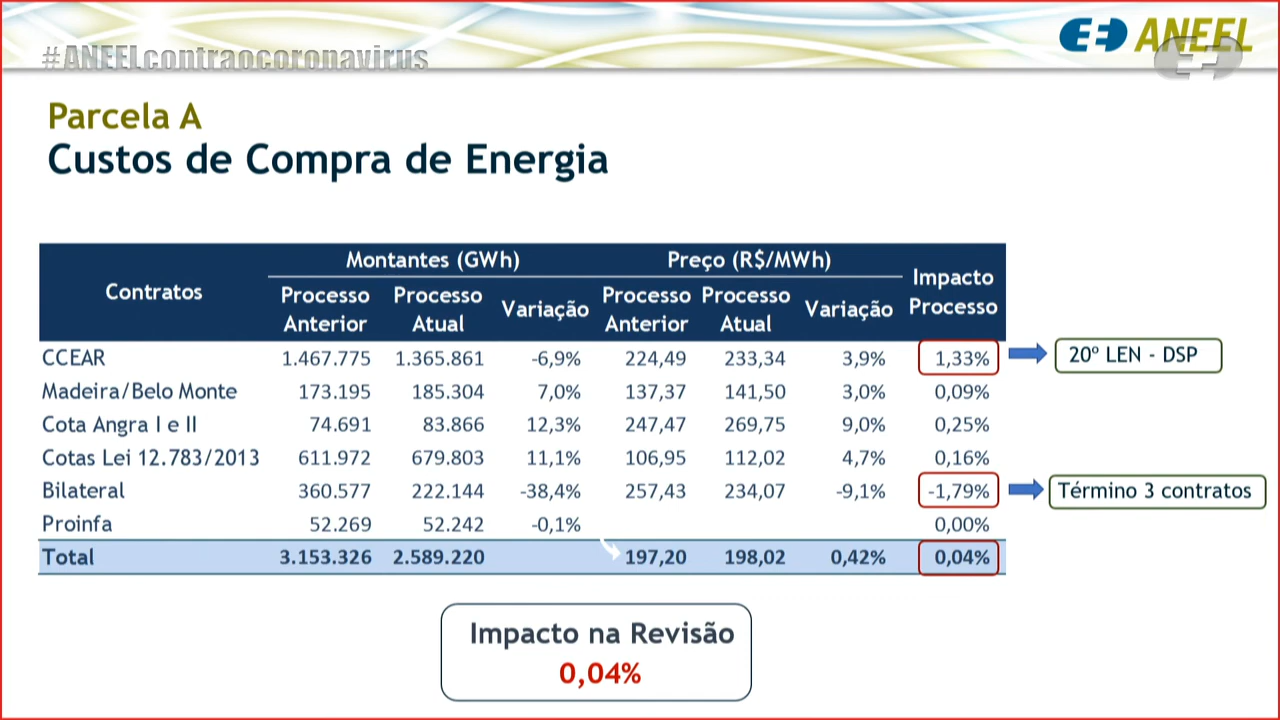 #ANEELcontraocoronavirus
ANEEL
Parcela A
Custos de Compra de Energia
Contratos Montantes (GWh) Preço (R$/MWh) Impacto Processo
Processo Anterior Processo Atual Variação Processo Anterior Processo Atual Variação
CCEAR 1.467.775 1.365.861 -6,9% 224,49 233,34 3,9% 1,33% 20º LEN - DSP
Madeira/Belo Monte 173.195 185.304 7,0% 137,37 141,50 3,0% 0,09%
Cota Angra I e II 74.691 83.866 12,3% 247,47 269,75 9,0% 0,25%
Cotas Lei 12.783/2013 611.972 679.803 11,1% 106,95 112,02 4,7% 0,16%
Bilateral 360.577 222.144 -38,4% 257,43 234,07 -9,1% -1,79% Término 3 contratos
Proinfa 52.269 52.242 -0,1% 0,00%
Total 3.153.326 2.589.220 197,20 198,02 0,42% 0,04%
Impacto na Revisão
0,04%